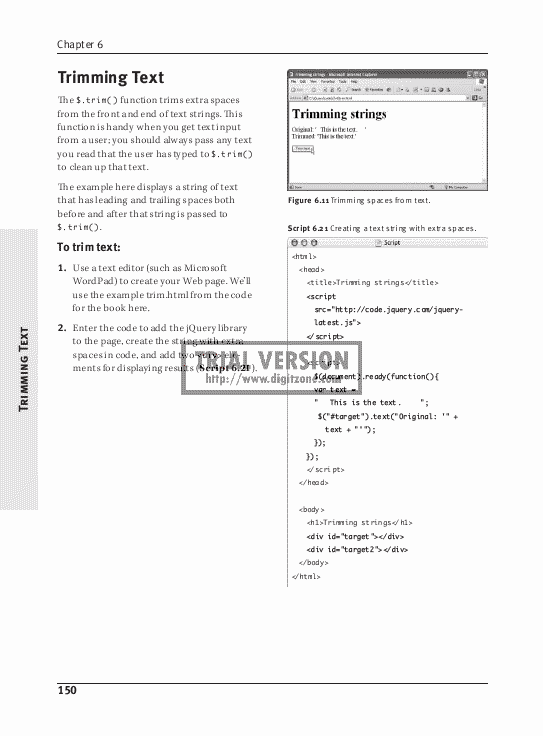 Chapter 6
Trimming Text
The $.trim() function trims extra spaces
from the front and end of text strings. This
function is handy when you get text input
from a user; you should always pass any text
you read that the user has typed to $.trim()
to clean up that text.
The example here displays a string of text
that has leading and trailing spaces both
before and after that string is passed to
$.trim().
To trim text:
1. Use a text editor (such as Microsoft
WordPad) to create your Web page. We'll
use the example trim.html from the code
for the book here.
2. Enter the code to add the jQuery library
to the page, create the string with extra
spaces in code, and add two <div> ele-
ments for displaying results (Script 6.21).
Trimming strings - Microsoft Internet Explorer
File Edit View Favorites Tools Help
Trimming strings
Original: '   This is the text.     '
Trimmed: 'This is the text.'
Trim text
Done
My Computer
Figure 6.11 Trimming spaces from text.
Script 6.21 Creating a text string with extra spaces.
Script
<html>
<head>
<title>Trimming strings</title>
<script
src="http://code.jquery.com/jquery-
latest.js">
</script>
<script>
$(document).ready(function(){
var text =
"   This is the text.    ";
$("#target").text("Original: '" +
text + "'");
});
});
</script>
</head>
<body>
<h1>Trimming strings</h1>
<div id="target"></div>
<div id="target2"></div>
</body>
</html>
TRIAL VERSION
http://www.digitzone.com
Trimming Text
150